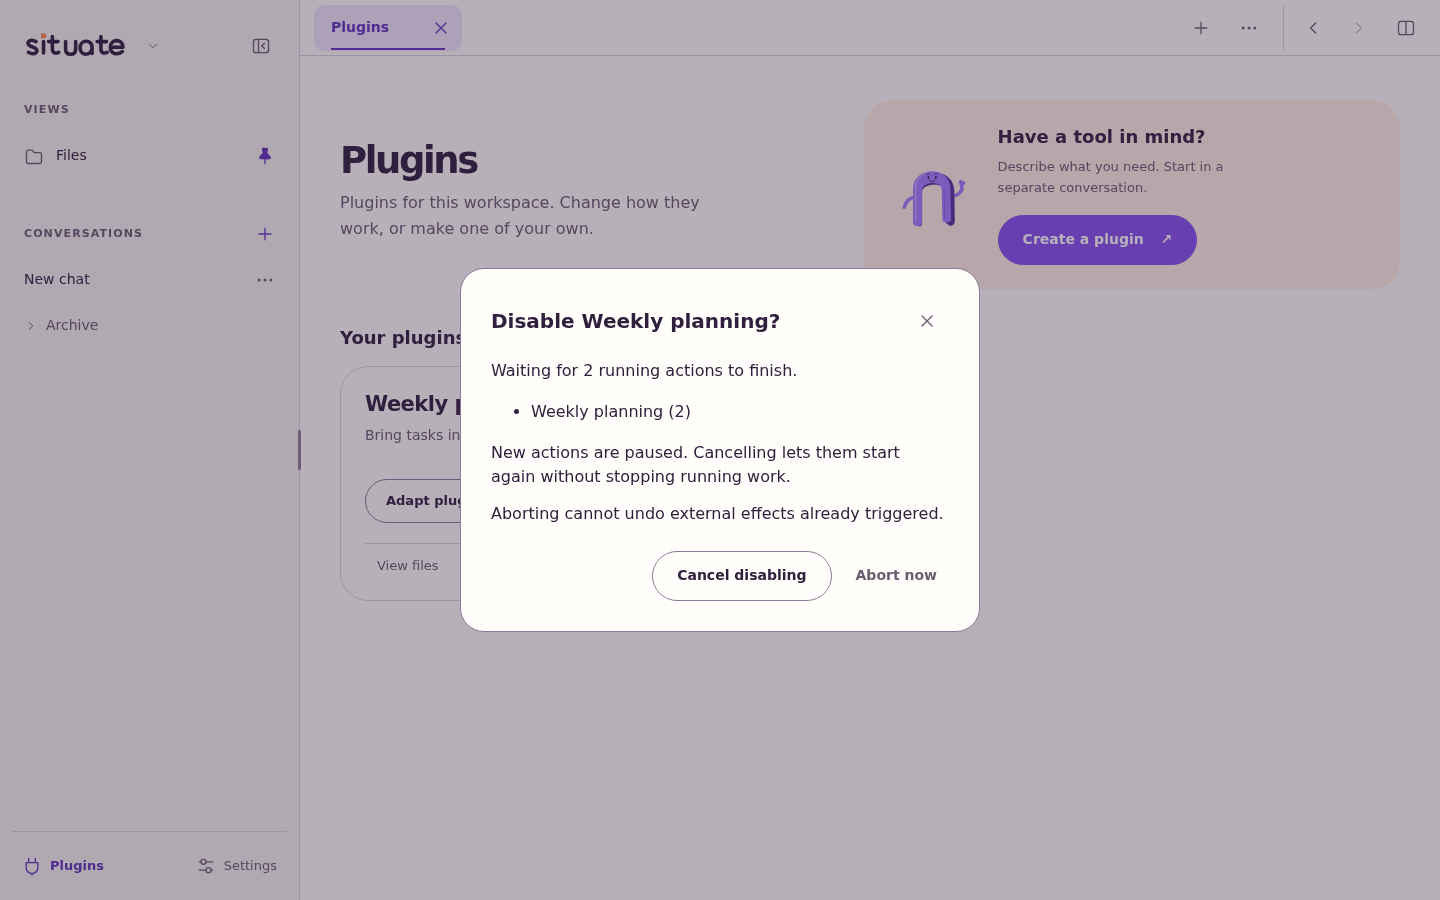 situate
VIEWS
Files
CONVERSATIONS
New chat
Archive
Plugins
Settings
Plugins
Plugins
Plugins for this workspace. Change how they
work, or make one of your own.
Have a tool in mind?
Describe what you need. Start in a
separate conversation.
Create a plugin ↗
Your plugins
Weekly
Bring tasks in
Adapt plug
View files
Disable Weekly planning?
Waiting for 2 running actions to finish.
• Weekly planning (2)
New actions are paused. Cancelling lets them start
again without stopping running work.
Aborting cannot undo external effects already triggered.
Cancel disabling
Abort now